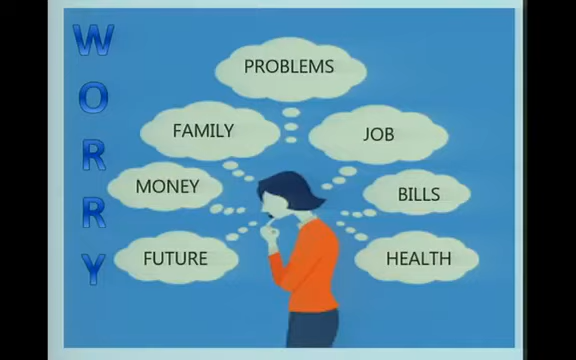 WORRY
PROBLEMS
FAMILY
JOB
MONEY
BILLS
FUTURE
HEALTH